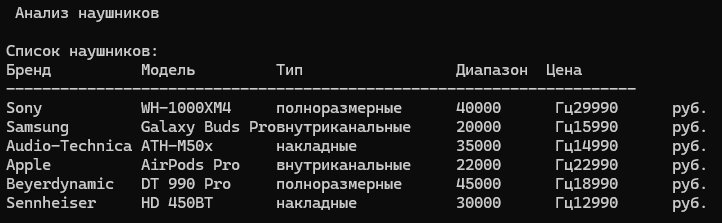 Анализ наушников
Список наушников:
Бренд Модель Тип Диапазон Цена
----------------------------------------------------------------------
Sony WH-1000XM4 полноразмерные 40000 Гц29990 руб.
Samsung Galaxy Buds Proвнутриканальные 20000 Гц15990 руб.
Audio-Technica ATH-M50x накладные 35000 Гц14990 руб.
Apple AirPods Pro внутриканальные 22000 Гц22990 руб.
Beyerdynamic DT 990 Pro полноразмерные 45000 Гц18990 руб.
Sennheiser HD 450BT накладные 30000 Гц12990 руб.